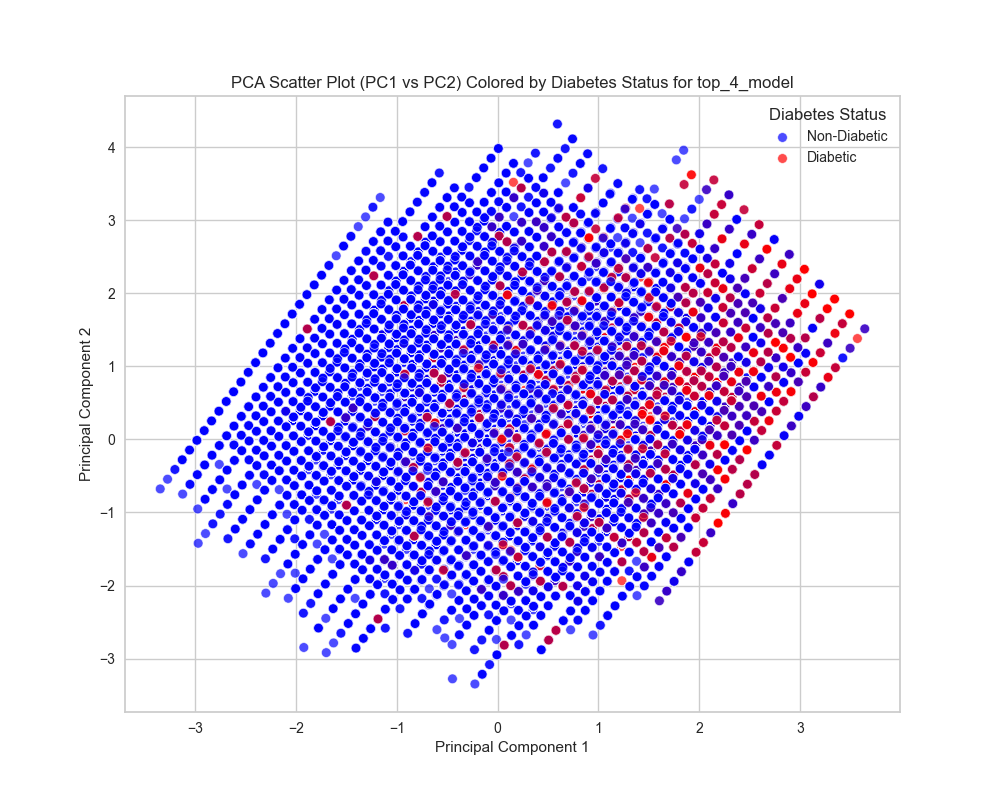 PCA Scatter Plot (PC1 vs PC2) Colored by Diabetes Status for top_4_model
Diabetes Status
Non-Diabetic
Diabetic
4
3
2
1
0
−1
−2
−3
Principal Component 2
−3
−2
−1
0
1
2
3
Principal Component 1